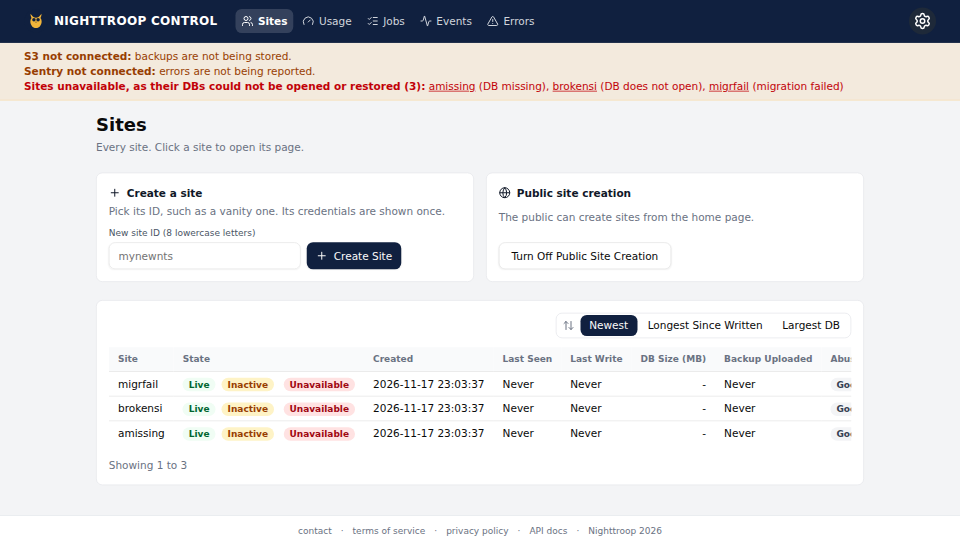 NIGHTTROOP CONTROL Sites Usage Jobs Events Errors
S3 not connected: backups are not being stored.
Sentry not connected: errors are not being reported.
Sites unavailable, as their DBs could not be opened or restored (3): amissing (DB missing), brokensi (DB does not open), migrfail (migration failed)
Sites
Every site. Click a site to open its page.
Create a site
Pick its ID, such as a vanity one. Its credentials are shown once.
New site ID (8 lowercase letters)
mynewnts Create Site
Public site creation
The public can create sites from the home page.
Turn Off Public Site Creation
Newest Longest Since Written Largest DB
Site State Created Last Seen Last Write DB Size (MB) Backup Uploaded
migrfail Live Inactive Unavailable 2026-11-17 23:03:37 Never Never - Never
brokensi Live Inactive Unavailable 2026-11-17 23:03:37 Never Never - Never
amissing Live Inactive Unavailable 2026-11-17 23:03:37 Never Never - Never
Showing 1 to 3
contact · terms of service · privacy policy · API docs · Nighttroop 2026